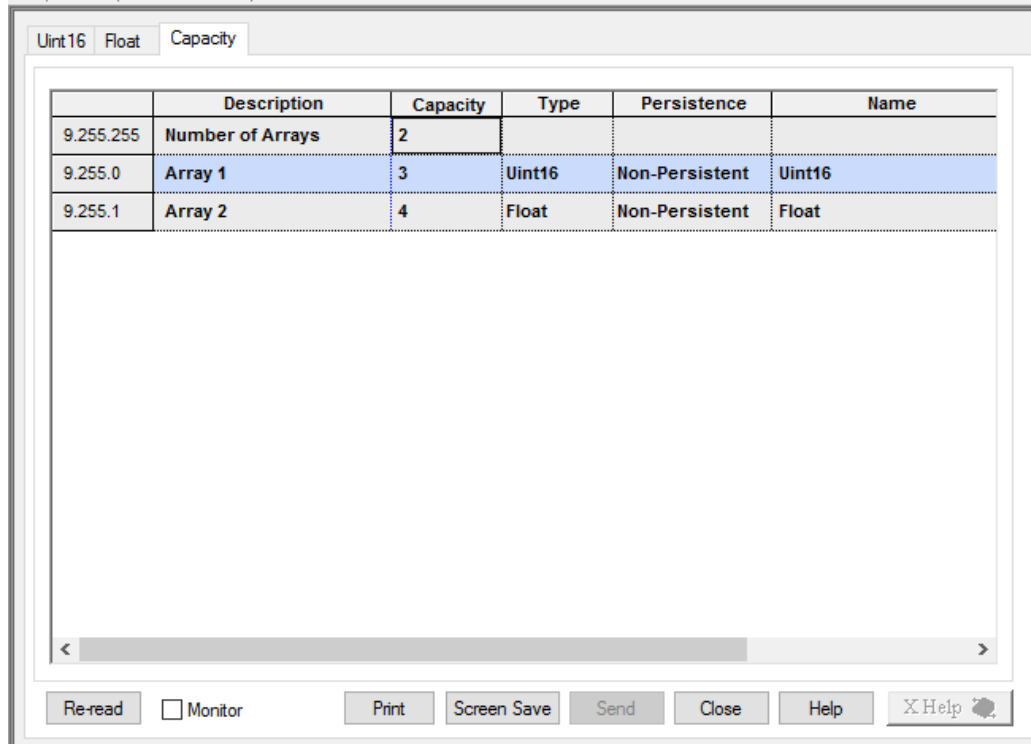 Uint16 Float Capacity
Description Capacity Type Persistence Name
9.255.255 Number of Arrays 2
9.255.0 Array 1 3 Uint16 Non-Persistent Uint16
9.255.1 Array 2 4 Float Non-Persistent Float
Re-read Monitor Print Screen Save Send Close Help X Help